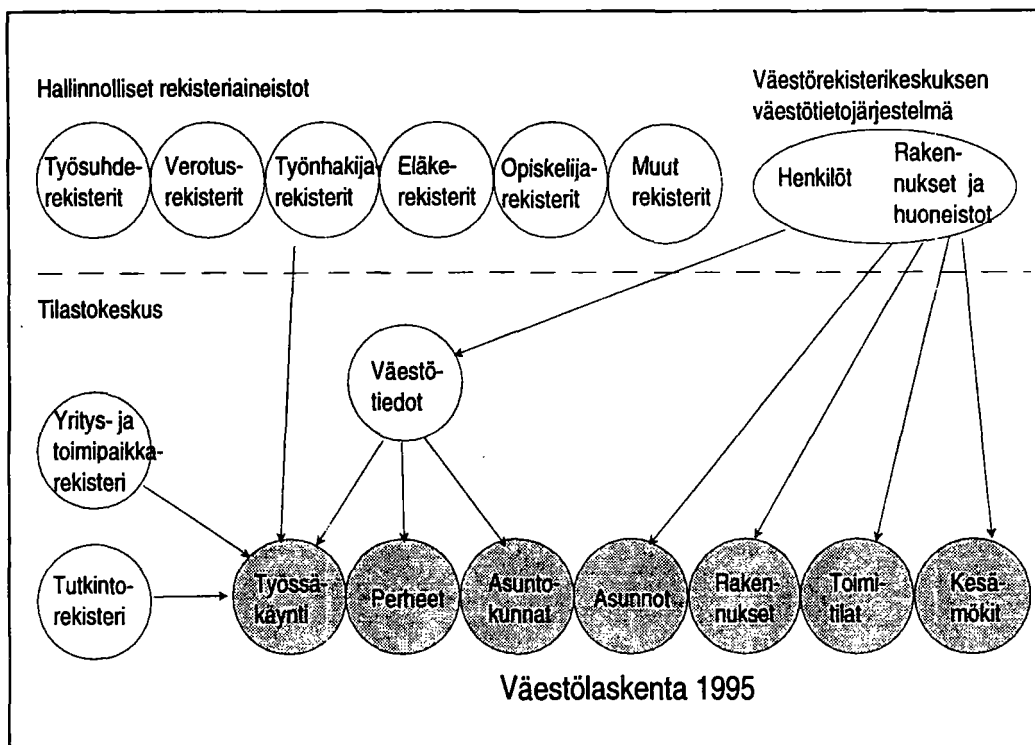 Hallinnolliset rekisteriaineistot
Väestörekisterikeskuksen
väestötietojärjestelmä
Työsuhde-
rekisterit
Verotus-
rekisterit
Työnhakija-
rekisterit
Eläke-
rekisterit
Opiskelija-
rekisterit
Muut
rekisterit
Henkilöt
Raken-
nukset ja
huoneistot
Tilastokeskus
Väestö-
tiedot
Yritys- ja
toimipaikka-
rekisteri
Tutkinto-
rekisteri
Työssä-
käynti
Perheet
Asunto-
kunnat
Asunnot
Raken-
nukset
Toimi-
tilat
Kesä-
mökit
Väestölaskenta 1995